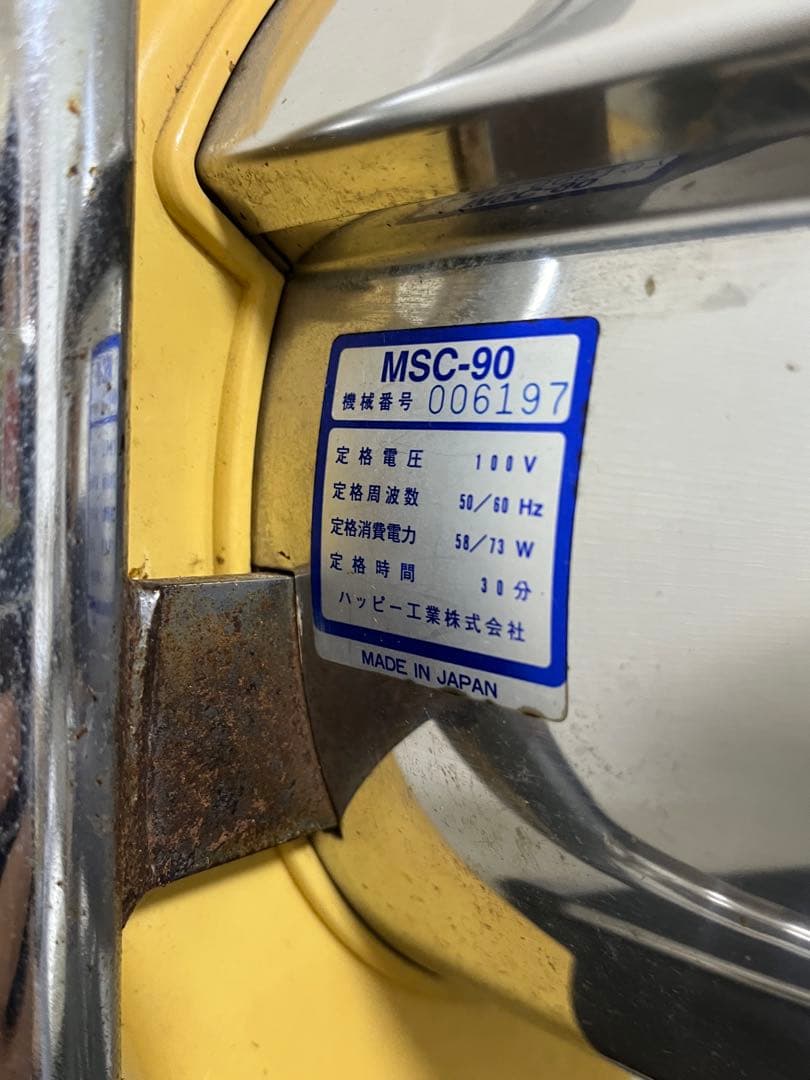 MSC-90
機械番号 006197
定格電圧 100V
定格周波数 50/60 Hz
定格消費電力 58/73 W
定格時間 30分
ハッピー工業株式会社
MADE IN JAPAN
MSC-90